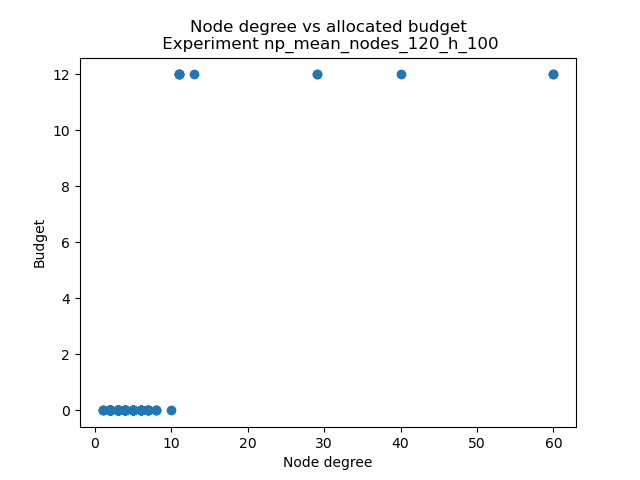 Node degree vs allocated budget
Experiment np_mean_nodes_120_h_100
12
10
8
6
4
2
0
Budget
0 10 20 30 40 50 60
Node degree